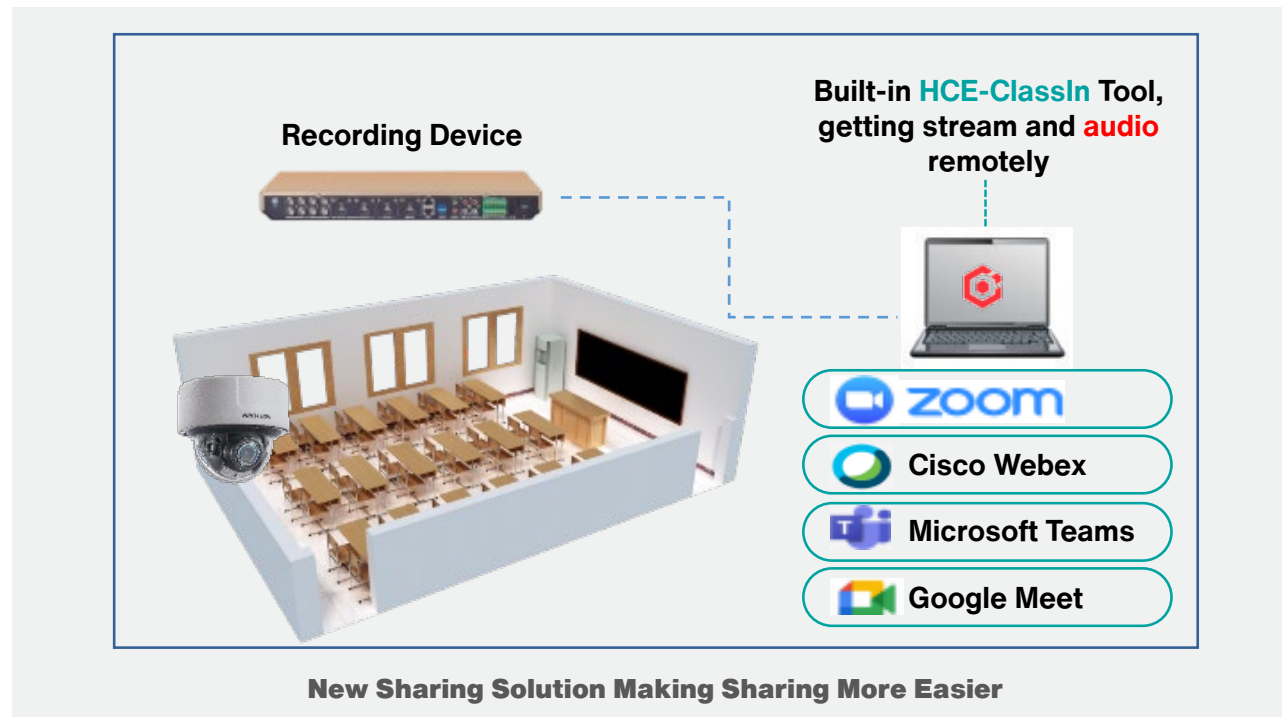 Recording Device
Built-in HCE-ClassIn Tool,
getting stream and audio
remotely
zoom
Cisco Webex
Microsoft Teams
Google Meet
New Sharing Solution Making Sharing More Easier